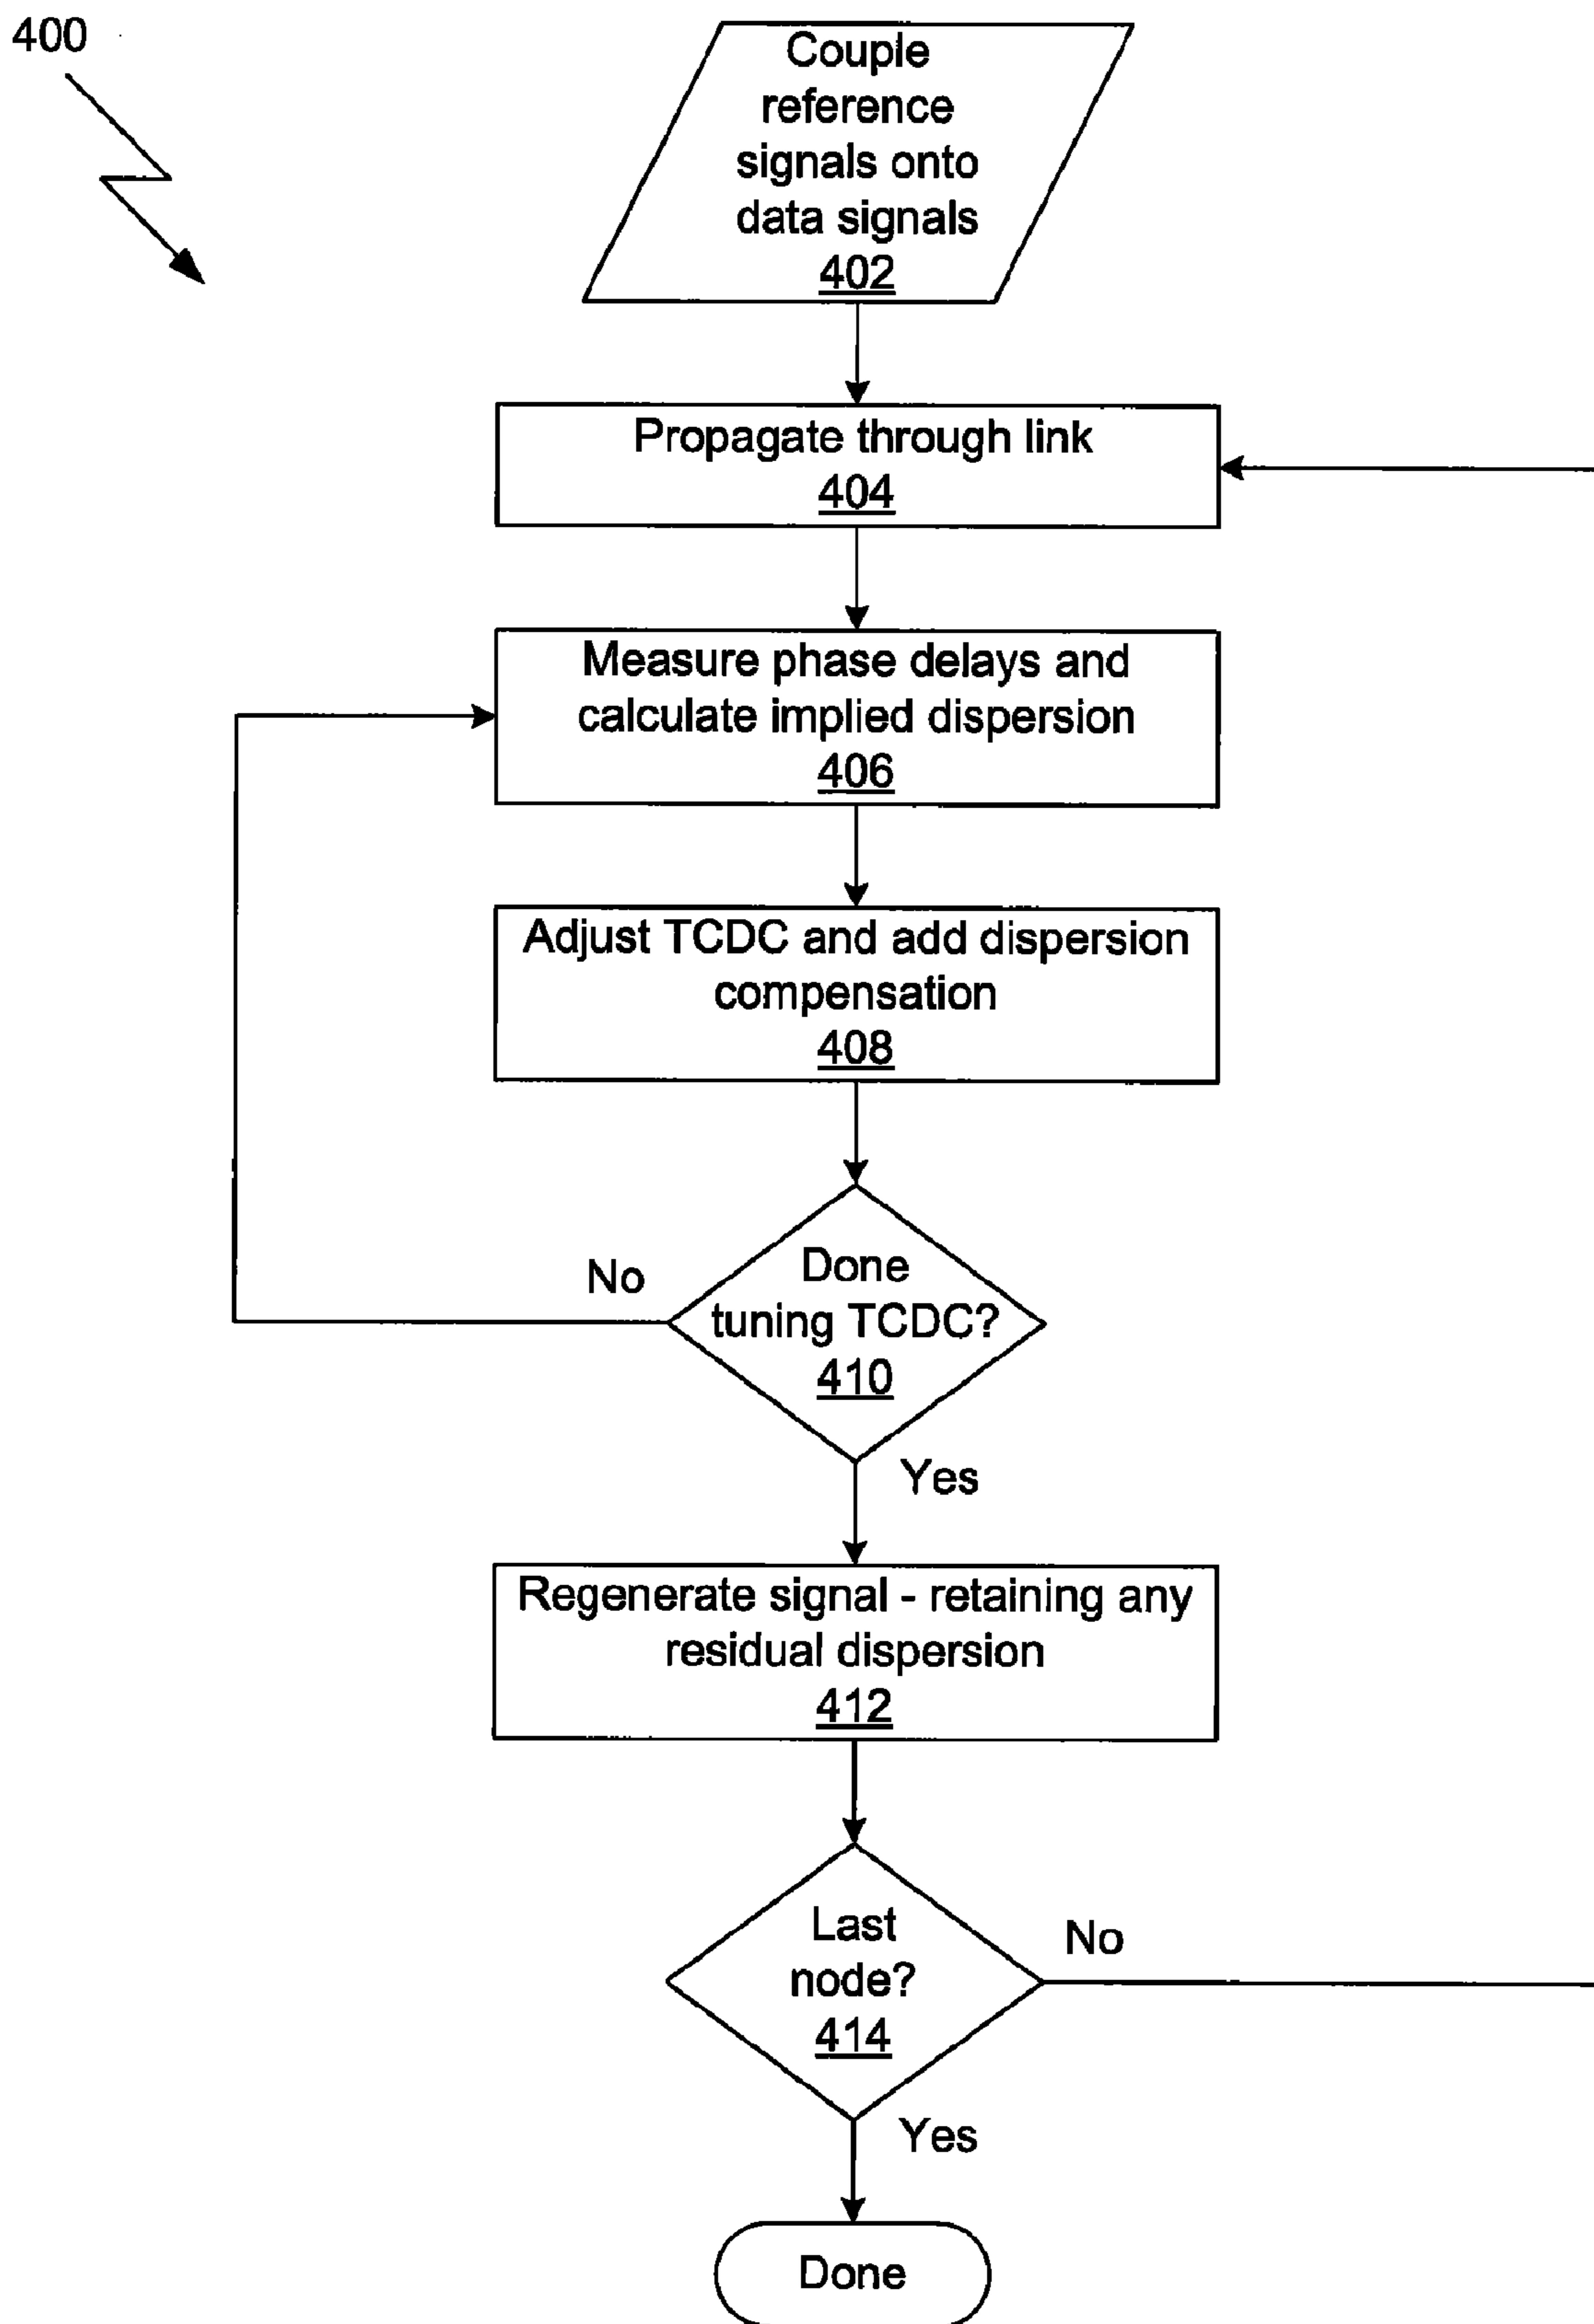 400
Couple
reference
signals onto
data signals
402
Propagate through link
404
Measure phase delays and
calculate implied dispersion
406
Adjust TCDC and add dispersion
compensation
408
Done
tuning TCDC?
410
No
Yes
Regenerate signal - retaining any
residual dispersion
412
Last
node?
414
No
Yes
Done